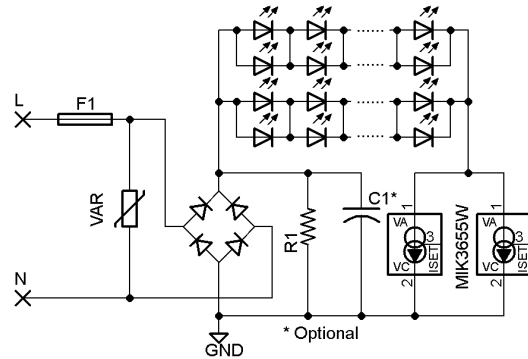 L
F1
VAR
N
R1
C1*
1
VA
3
VC
ISET
2
MIK3655W
1
VA
3
VC
ISET
2
* Optional
GND